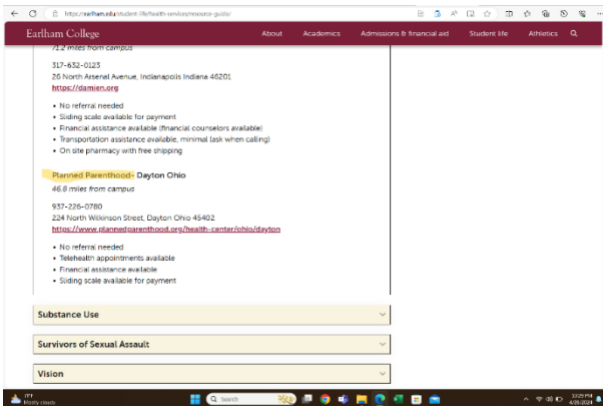 https://earlham.edu/student-life/health-services/resource-guide/
Earlham College
About Academics Admissions & financial aid Student life Athletics
71.2 miles from campus
317-632-0123
26 North Arsenal Avenue, Indianapolis Indiana 46201
https://damien.org
• No referral needed
• Sliding scale available for payment
• Financial assistance available (financial counselors available)
• Transportation assistance available, minimal (ask when calling)
• On site pharmacy with free shipping
Planned Parenthood- Dayton Ohio
46.8 miles from campus
937-226-0780
224 North Wilkinson Street, Dayton Ohio 45402
https://www.plannedparenthood.org/health-center/ohio/dayton
• No referral needed
• Telehealth appointments available
• Financial assistance available
• Sliding scale available for payment
Substance Use
Survivors of Sexual Assault
Vision
Mostly cloudy
Search